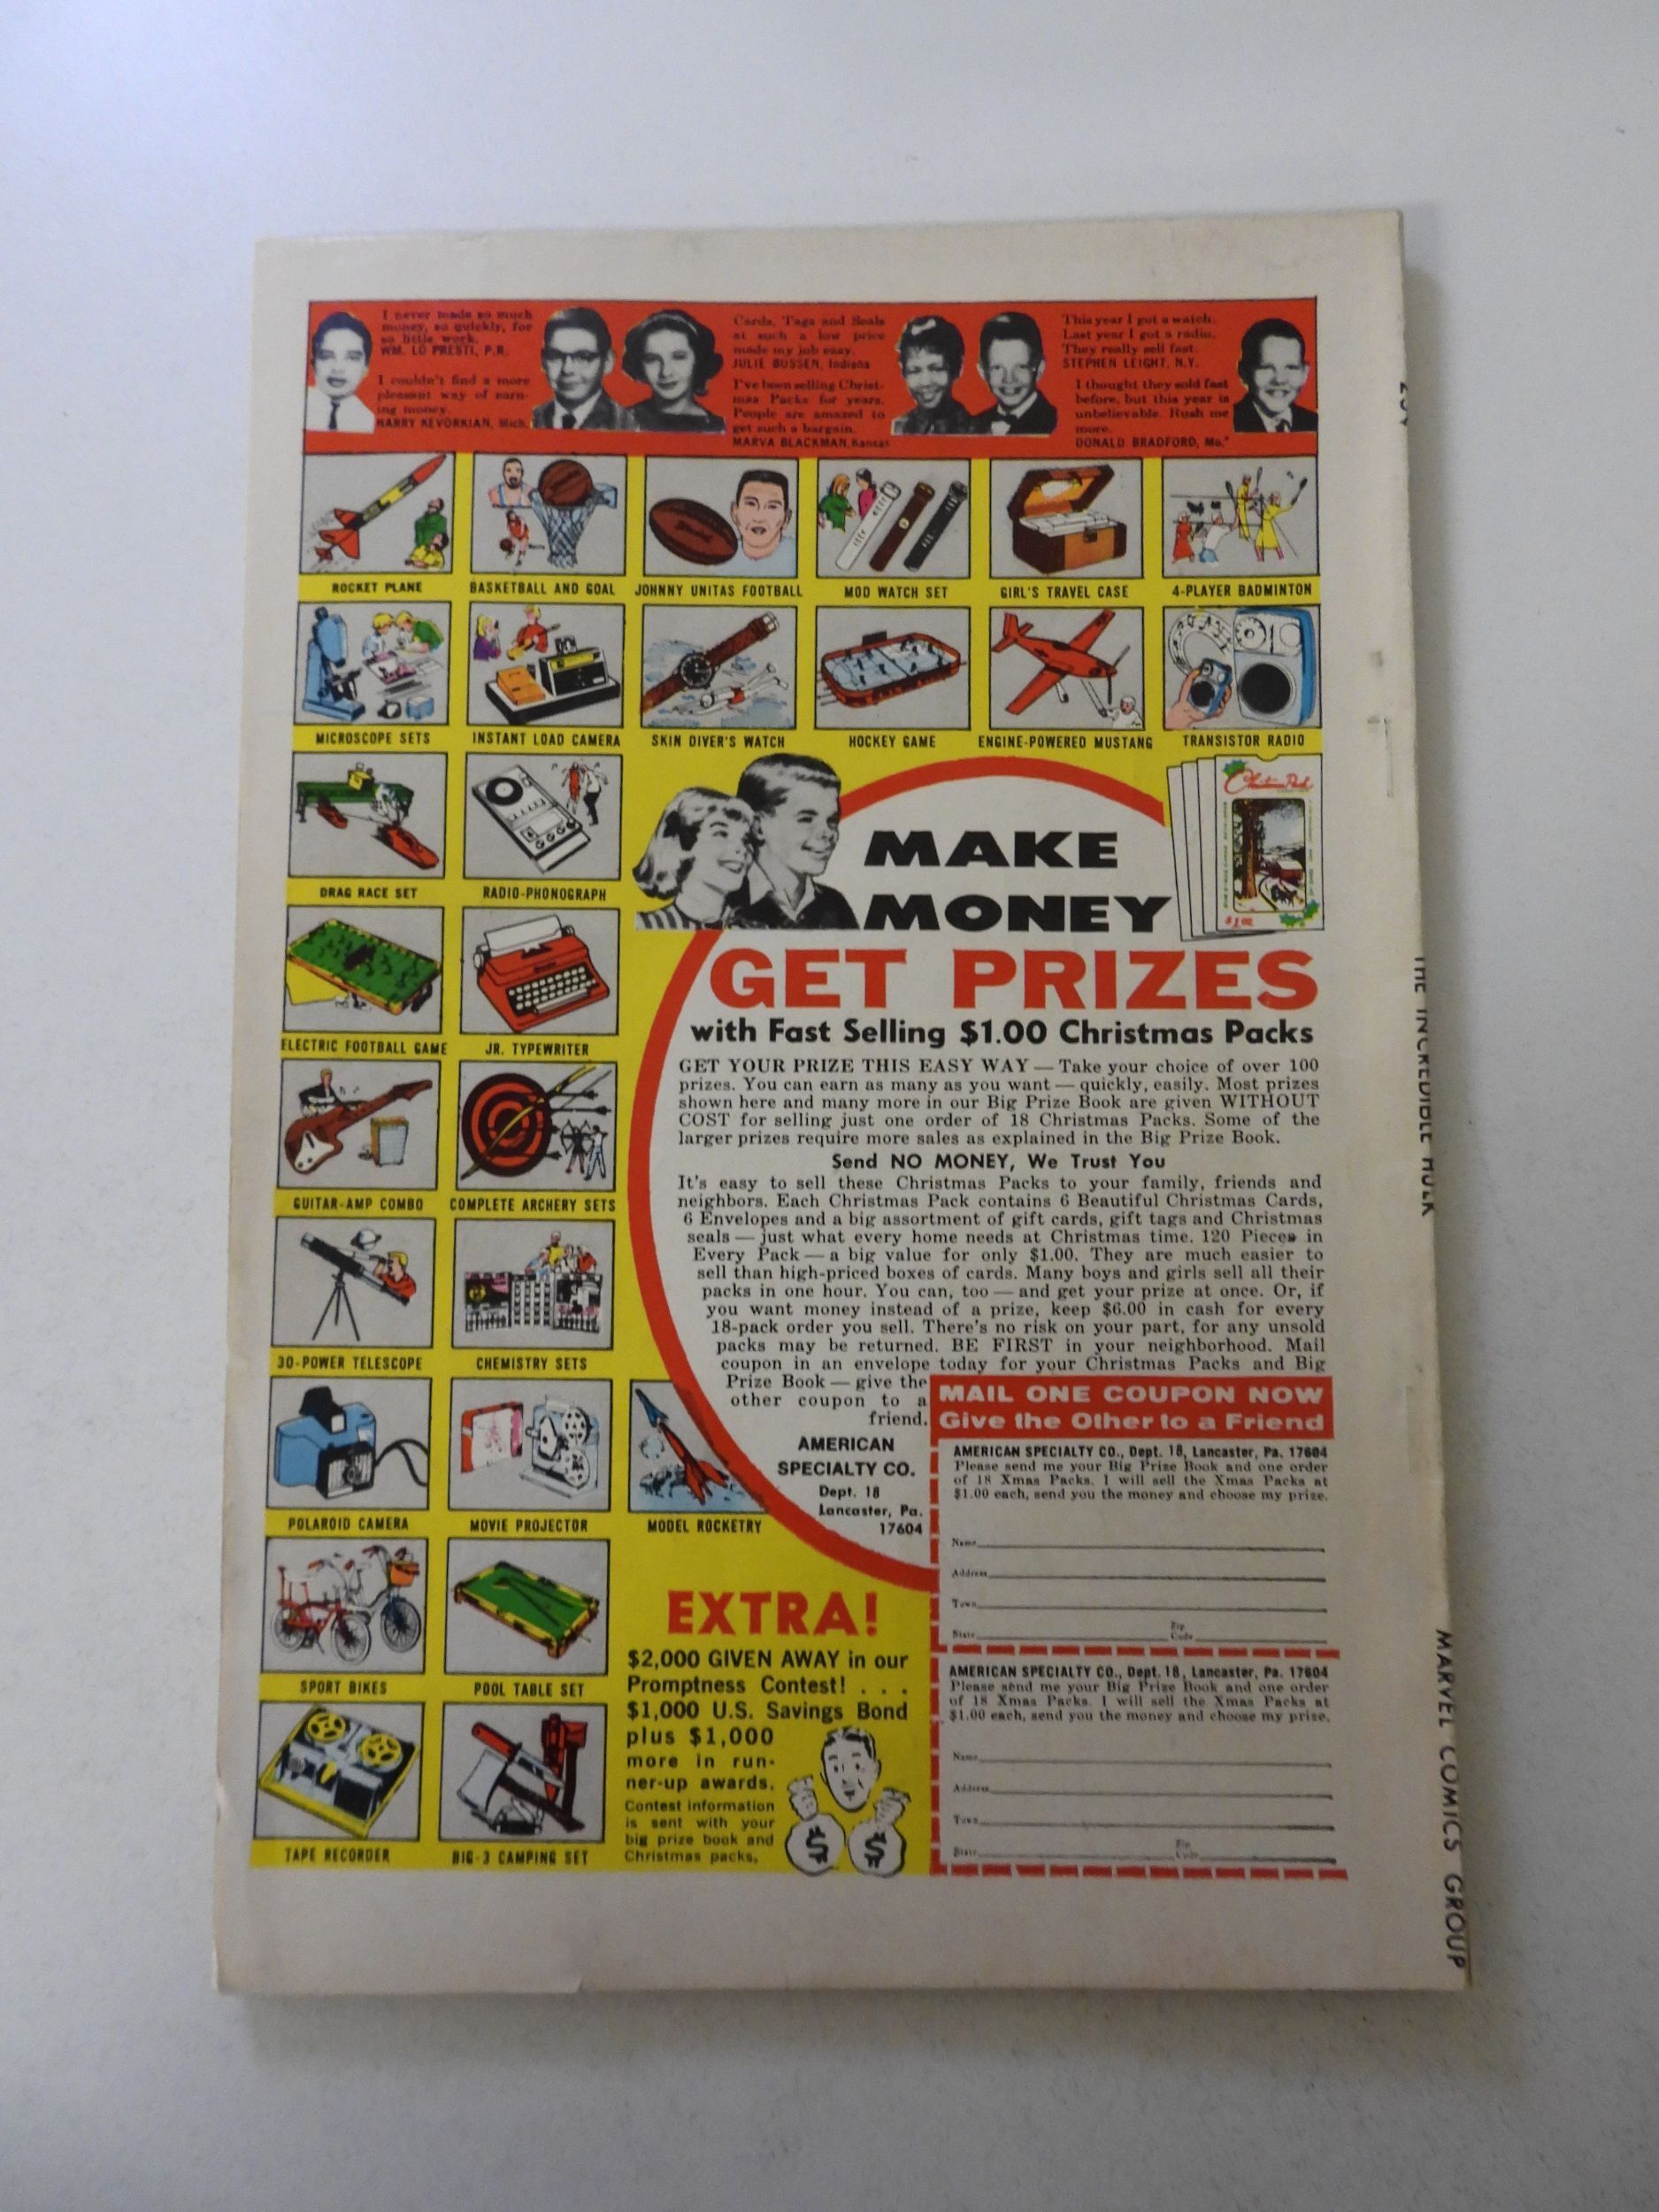 I never made so much
money, so quickly, for
so little work.
WM. LO PRESTI, P.R.
I couldn't find a more
pleasant way of earn-
ing money.
HARRY KEVORKIAN, Mich.
Cards, Tags and Seals
at such a low price
made my job easy.
JULIE BUSSEN, Indiana
I've been selling Christ-
mas Packs for years.
People are amazed to
get such a bargain.
MARVA BLACKMAN, Kansas
This year I got a watch.
Last year I got a radio.
They really sell fast.
STEPHEN LEIGHT, N.Y.
I thought they sold fast
before, but this year is
unbelievable. Rush me
more.
DONALD BRADFORD, Mo.
ROCKET PLANE
BASKETBALL AND GOAL
JOHNNY UNITAS FOOTBALL
MOD WATCH SET
GIRL'S TRAVEL CASE
4-PLAYER BADMINTON
MICROSCOPE SETS
INSTANT LOAD CAMERA
SKIN DIVER'S WATCH
HOCKEY GAME
ENGINE-POWERED MUSTANG
TRANSISTOR RADIO
DRAG RACE SET
RADIO-PHONOGRAPH
ELECTRIC FOOTBALL GAME
JR. TYPEWRITER
GUITAR-AMP COMBO
COMPLETE ARCHERY SETS
30-POWER TELESCOPE
CHEMISTRY SETS
POLAROID CAMERA
MOVIE PROJECTOR
MODEL ROCKETRY
SPORT BIKES
POOL TABLE SET
TAPE RECORDER
BIG-3 CAMPING SET
Christmas Pack
$1.00
MAKE
MONEY
GET PRIZES
with Fast Selling $1.00 Christmas Packs
GET YOUR PRIZE THIS EASY WAY — Take your choice of over 100
prizes. You can earn as many as you want — quickly, easily. Most prizes
shown here and many more in our Big Prize Book are given WITHOUT
COST for selling just one order of 18 Christmas Packs. Some of the
larger prizes require more sales as explained in the Big Prize Book.
Send NO MONEY, We Trust You
It's easy to sell these Christmas Packs to your family, friends and
neighbors. Each Christmas Pack contains 6 Beautiful Christmas Cards,
6 Envelopes and a big assortment of gift cards, gift tags and Christmas
seals — just what every home needs at Christmas time. 120 Pieces in
Every Pack — a big value for only $1.00. They are much easier to
sell than high-priced boxes of cards. Many boys and girls sell all their
packs in one hour. You can, too — and get your prize at once. Or, if
you want money instead of a prize, keep $6.00 in cash for every
18-pack order you sell. There's no risk on your part, for any unsold
packs may be returned. BE FIRST in your neighborhood. Mail
coupon in an envelope today for your Christmas Packs and Big
Prize Book — give the
other coupon to a
friend.
AMERICAN
SPECIALTY CO.
Dept. 18
Lancaster, Pa.
17604
EXTRA!
$2,000 GIVEN AWAY in our
Promptness Contest! . . .
$1,000 U.S. Savings Bond
plus $1,000
more in run-
ner-up awards.
Contest information
is sent with your
big prize book and
Christmas packs.
$ $
MAIL ONE COUPON NOW
Give the Other to a Friend
AMERICAN SPECIALTY CO., Dept. 18, Lancaster, Pa. 17604
Please send me your Big Prize Book and one order
of 18 Xmas Packs. I will sell the Xmas Packs at
$1.00 each, send you the money and choose my prize.
Name
Address
Town
State Zip Code
AMERICAN SPECIALTY CO., Dept. 18, Lancaster, Pa. 17604
Please send me your Big Prize Book and one order
of 18 Xmas Packs. I will sell the Xmas Packs at
$1.00 each, send you the money and choose my prize.
Name
Address
Town
State Zip Code
THE INCREDIBLE HULK
MARVEL COMICS GROUP